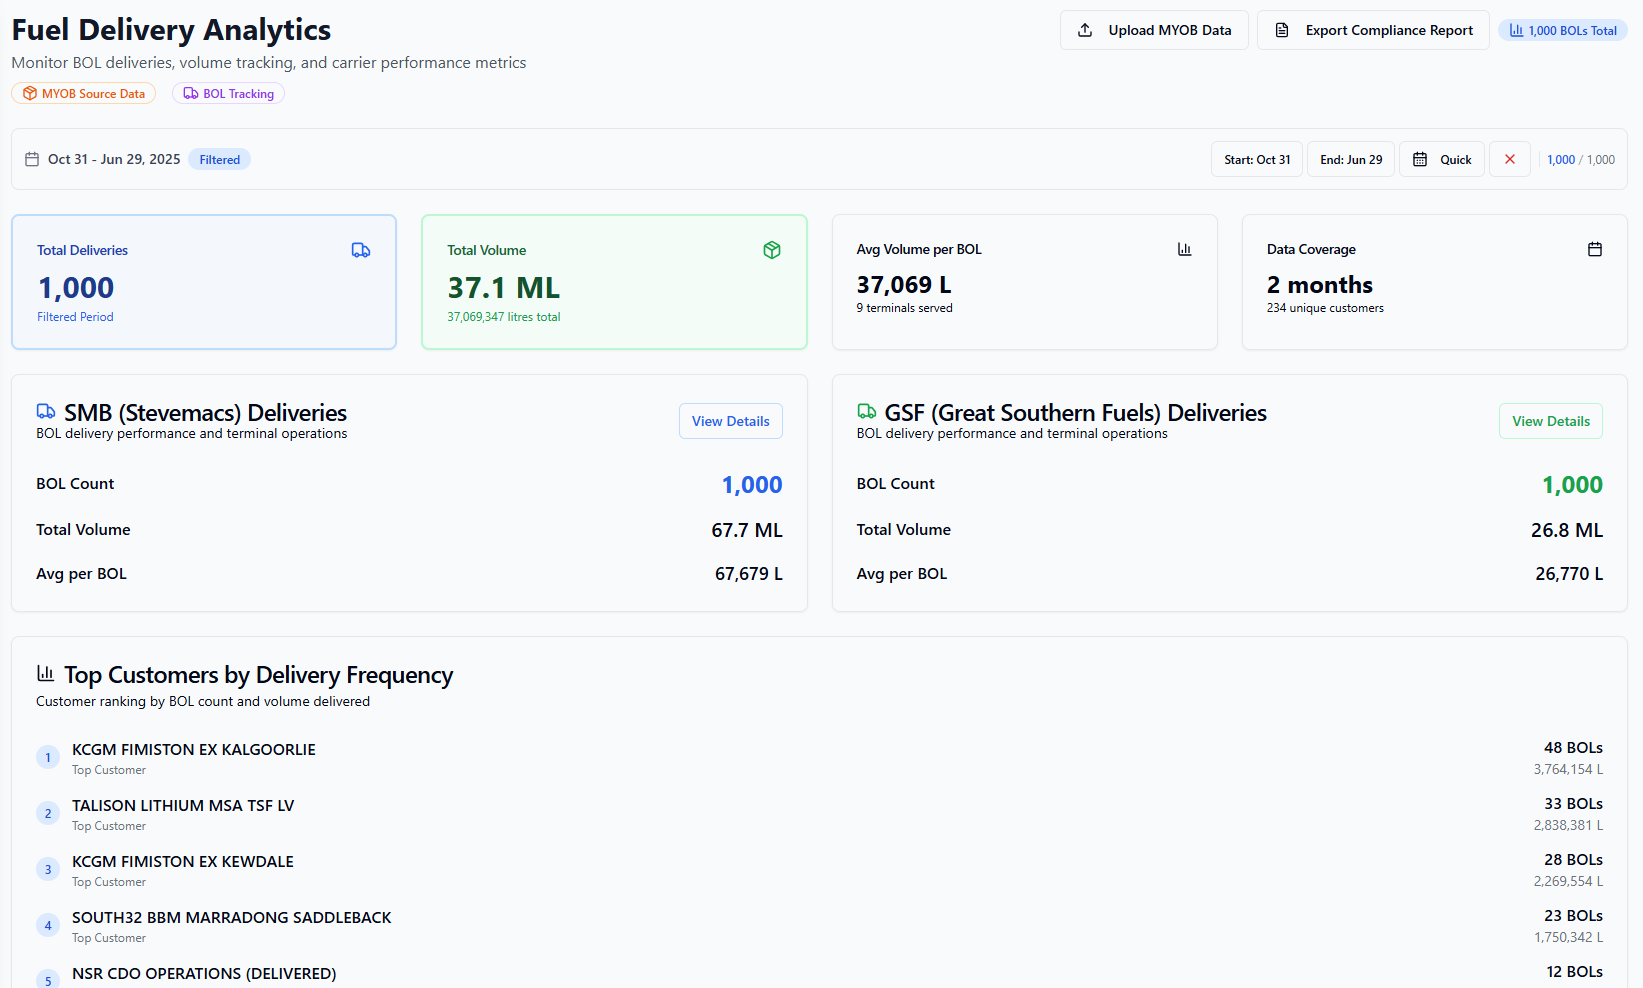 Fuel Delivery Analytics
Monitor BOL deliveries, volume tracking, and carrier performance metrics
MYOB Source Data
BOL Tracking
Upload MYOB Data
Export Compliance Report
1,000 BOLs Total
Oct 31 - Jun 29, 2025
Filtered
Start: Oct 31
End: Jun 29
Quick
1,000 / 1,000
Total Deliveries
1,000
Filtered Period
Total Volume
37.1 ML
37,069,347 litres total
Avg Volume per BOL
37,069 L
9 terminals served
Data Coverage
2 months
234 unique customers
SMB (Stevemacs) Deliveries
BOL delivery performance and terminal operations
View Details
BOL Count
1,000
Total Volume
67.7 ML
Avg per BOL
67,679 L
GSF (Great Southern Fuels) Deliveries
BOL delivery performance and terminal operations
View Details
BOL Count
1,000
Total Volume
26.8 ML
Avg per BOL
26,770 L
Top Customers by Delivery Frequency
Customer ranking by BOL count and volume delivered
1
KCGM FIMISTON EX KALGOORLIE
Top Customer
48 BOLs
3,764,154 L
2
TALISON LITHIUM MSA TSF LV
Top Customer
33 BOLs
2,838,381 L
3
KCGM FIMISTON EX KEWDALE
Top Customer
28 BOLs
2,269,554 L
4
SOUTH32 BBM MARRADONG SADDLEBACK
Top Customer
23 BOLs
1,750,342 L
5
NSR CDO OPERATIONS (DELIVERED)
12 BOLs